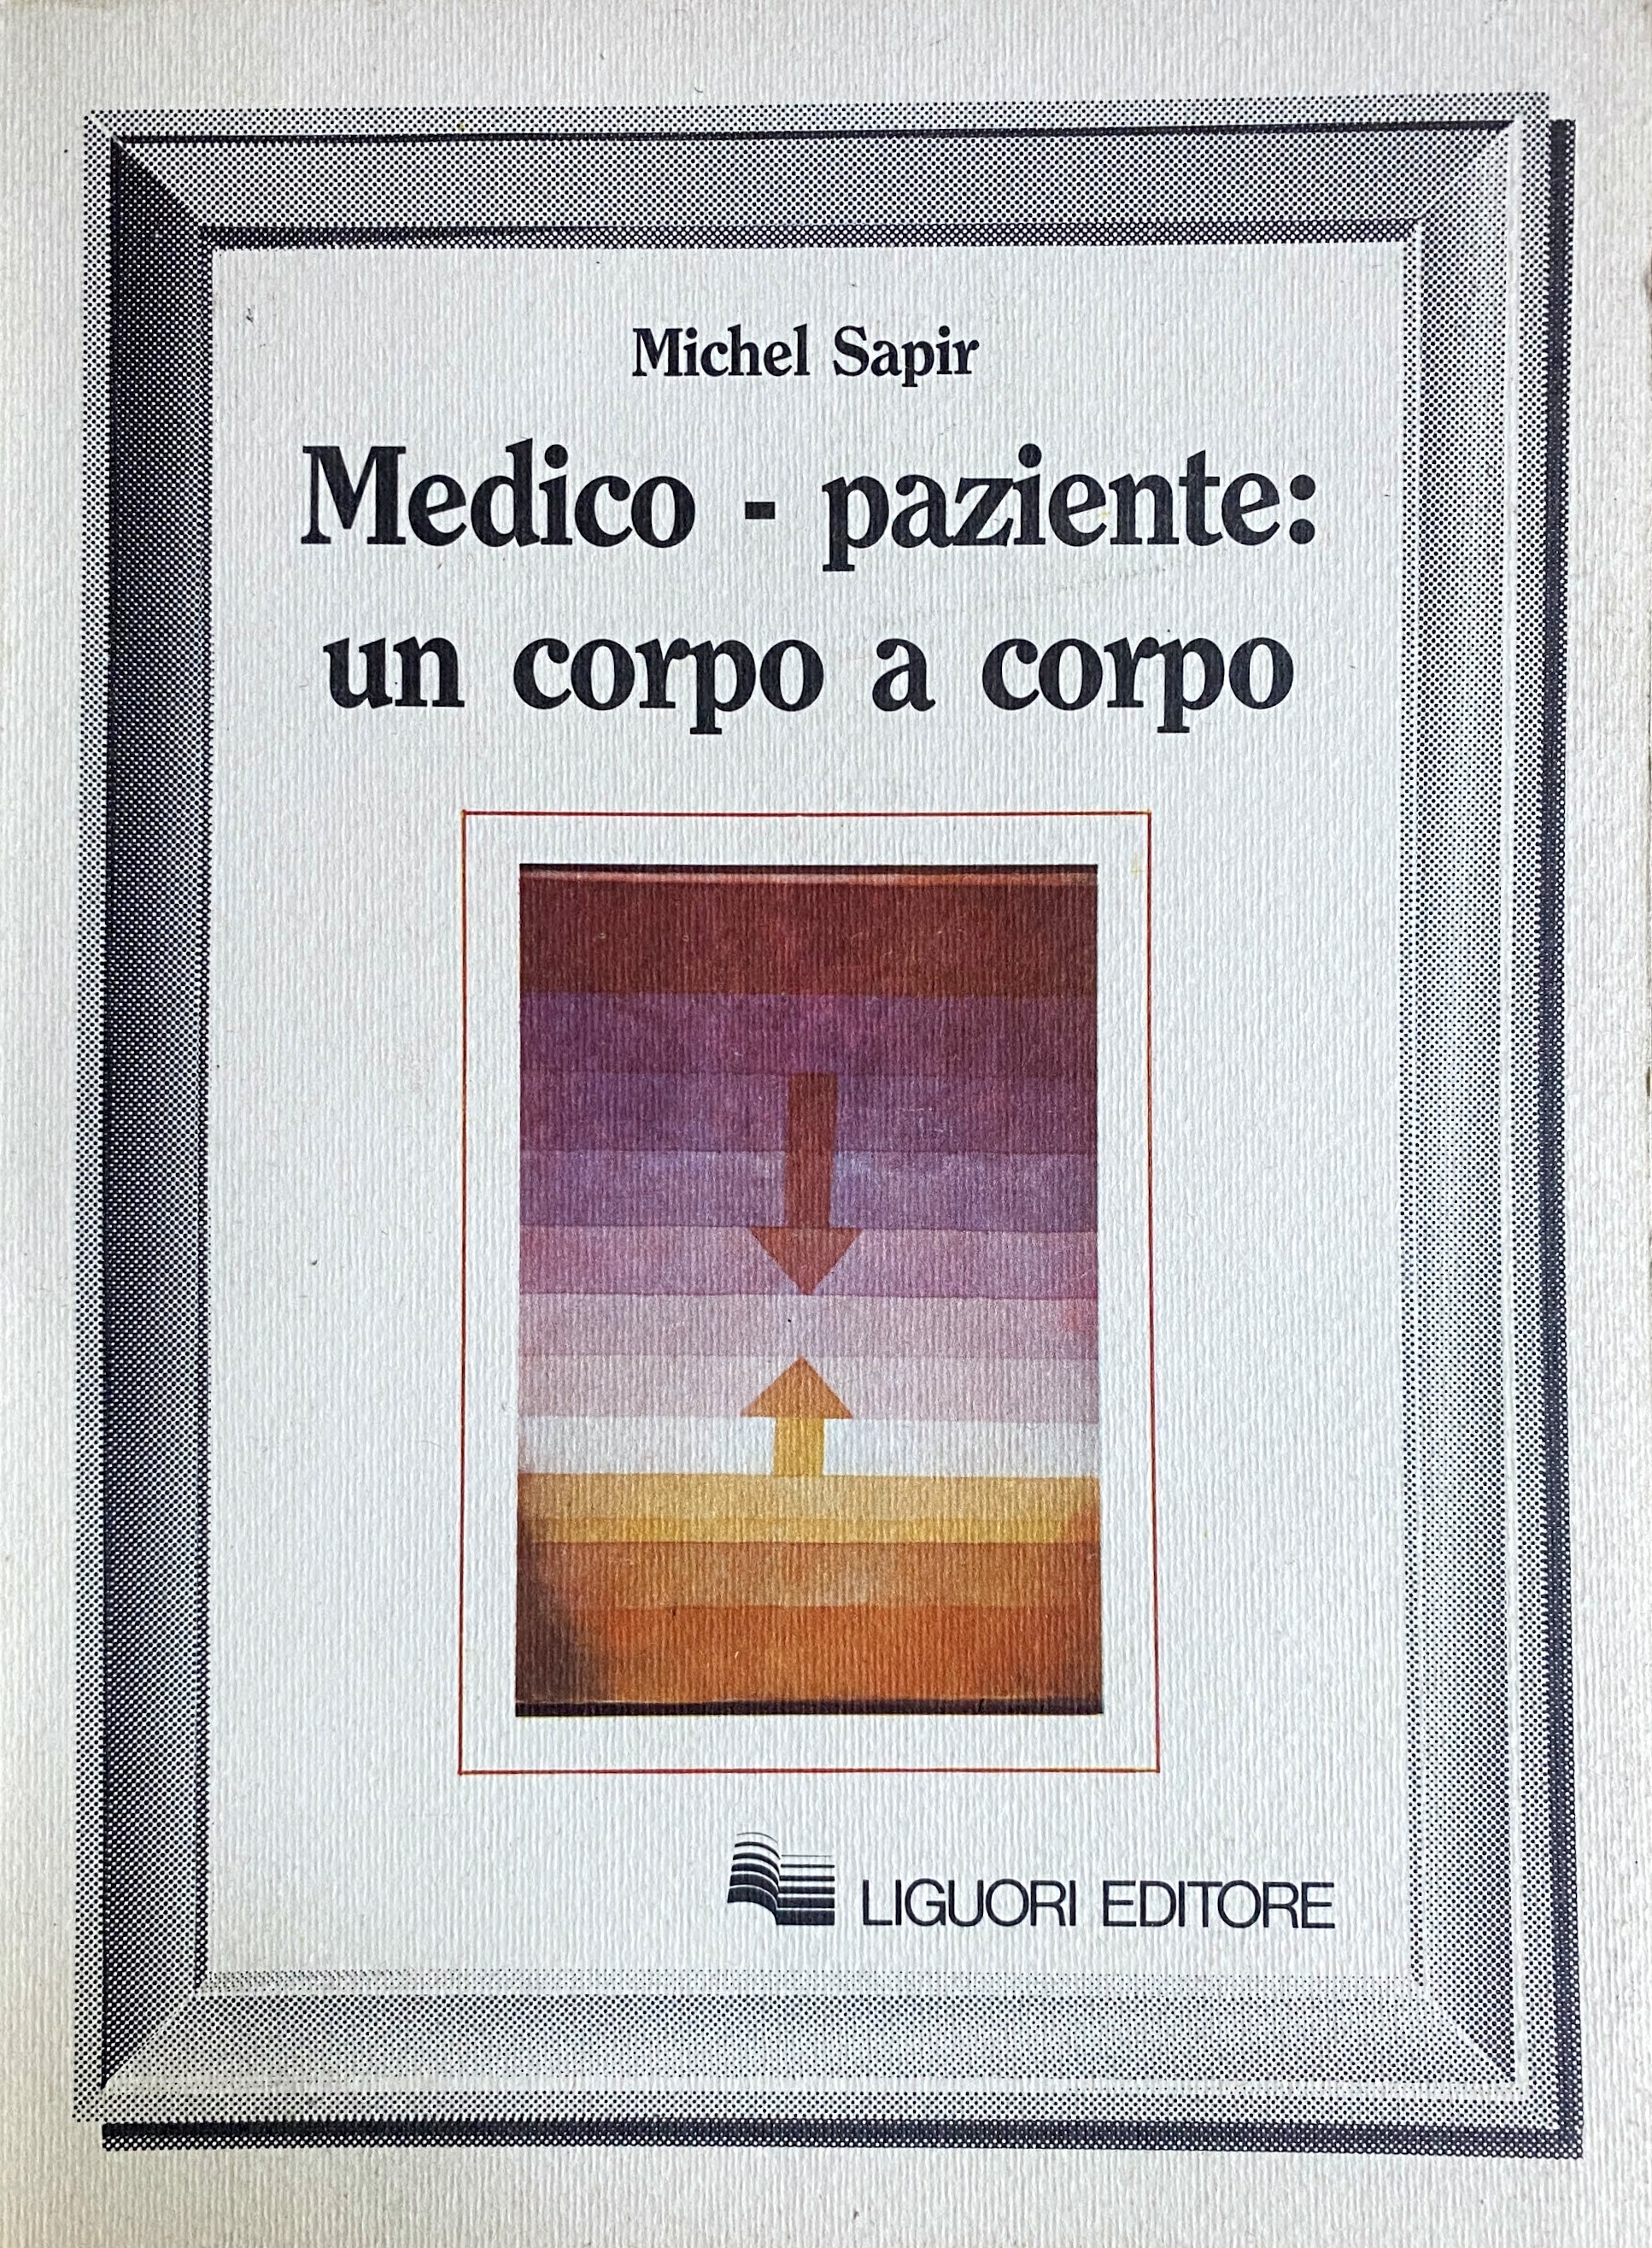 Michel Sapir
Medico - paziente:
un corpo a corpo
LIGUORI EDITORE